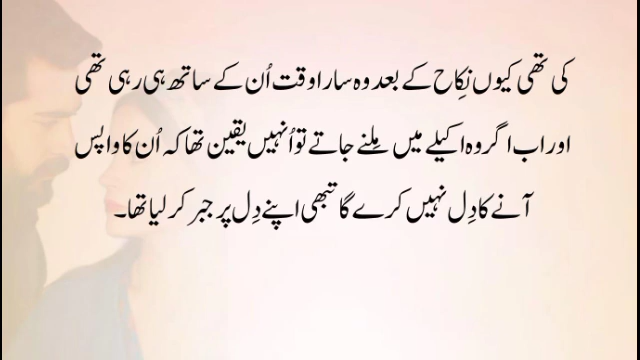 کی تھی کیوں نِکاح کے بعد وہ سارا وقت اُن کے ساتھ ہی رہی تھی
اور اب اگر وہ اکیلے میں مِلنے جاتے تو اُنہیں یقین تھا کہ اُن کا واپس
آنے کا دِل نہیں کرے گا تبھی اپنے دِل پر جبر کر لیا تھا۔